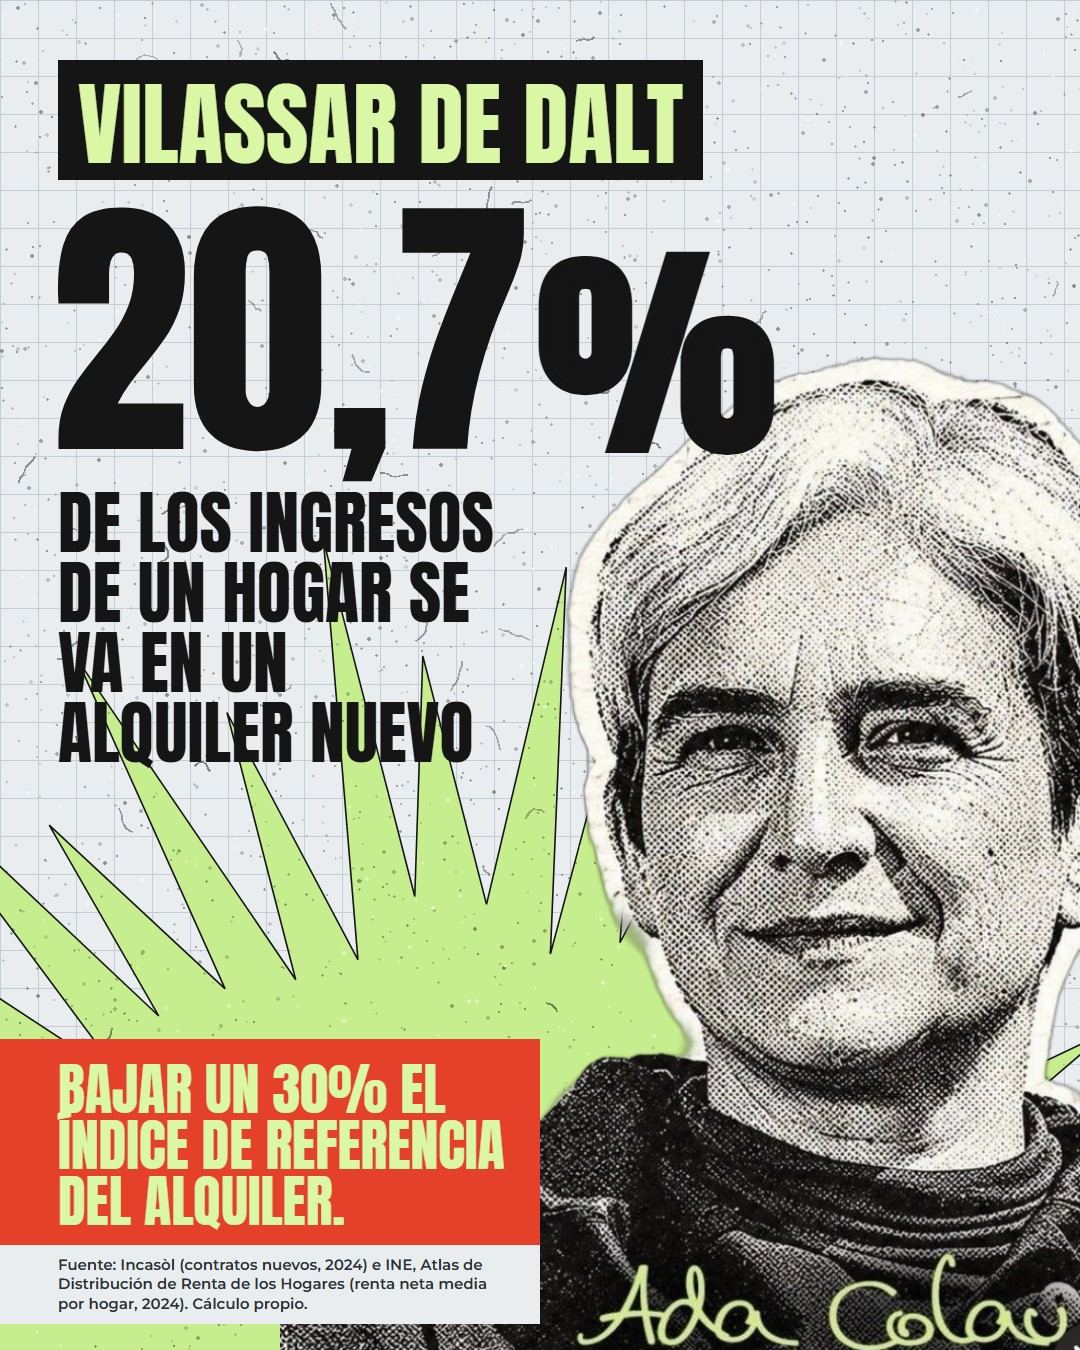 VILASSAR DE DALT
20,7%
DE LOS INGRESOS
DE UN HOGAR SE
VA EN UN
ALQUILER NUEVO
BAJAR UN 30% EL
ÍNDICE DE REFERENCIA
DEL ALQUILER.
Fuente: Incasòl (contratos nuevos, 2024) e INE, Atlas de
Distribución de Renta de los Hogares (renta neta media
por hogar, 2024). Cálculo propio.
Ada Colau